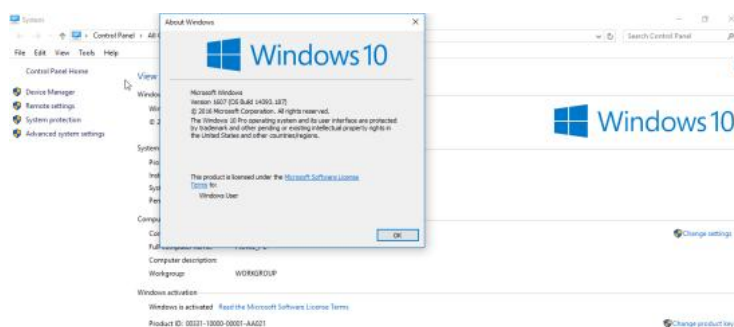 System
Control Panel
Search Control Panel
File Edit View Tools Help
Control Panel Home
Device Manager
Remote settings
System protection
Advanced system settings
View
About Windows
Windows 10
Microsoft Windows
Version 1607 (OS Build 14393.187)
© 2016 Microsoft Corporation. All rights reserved.
The Windows 10 Pro operating system and its user interface are protected
by trademark and other pending or existing intellectual property rights in
the United States and other countries/regions.
This product is licensed under the Microsoft Software License
Terms to:
Windows User
OK
Windows 10
System
Change settings
Computer description:
Workgroup: WORKGROUP
Windows activation
Windows is activated Read the Microsoft Software License Terms
Product ID: 00331-10000-00001-AA021
Change product key